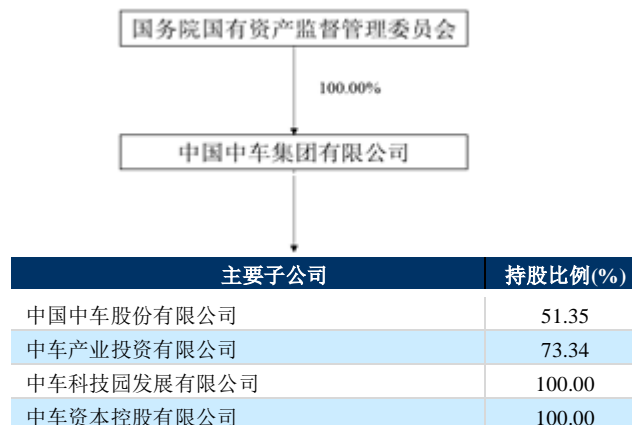 国务院国有资产监督管理委员会
100.00%
中国中车集团有限公司
主要子公司 持股比例(%)
中国中车股份有限公司 51.35
中车产业投资有限公司 73.34
中车科技园发展有限公司 100.00
中车资本控股有限公司 100.00